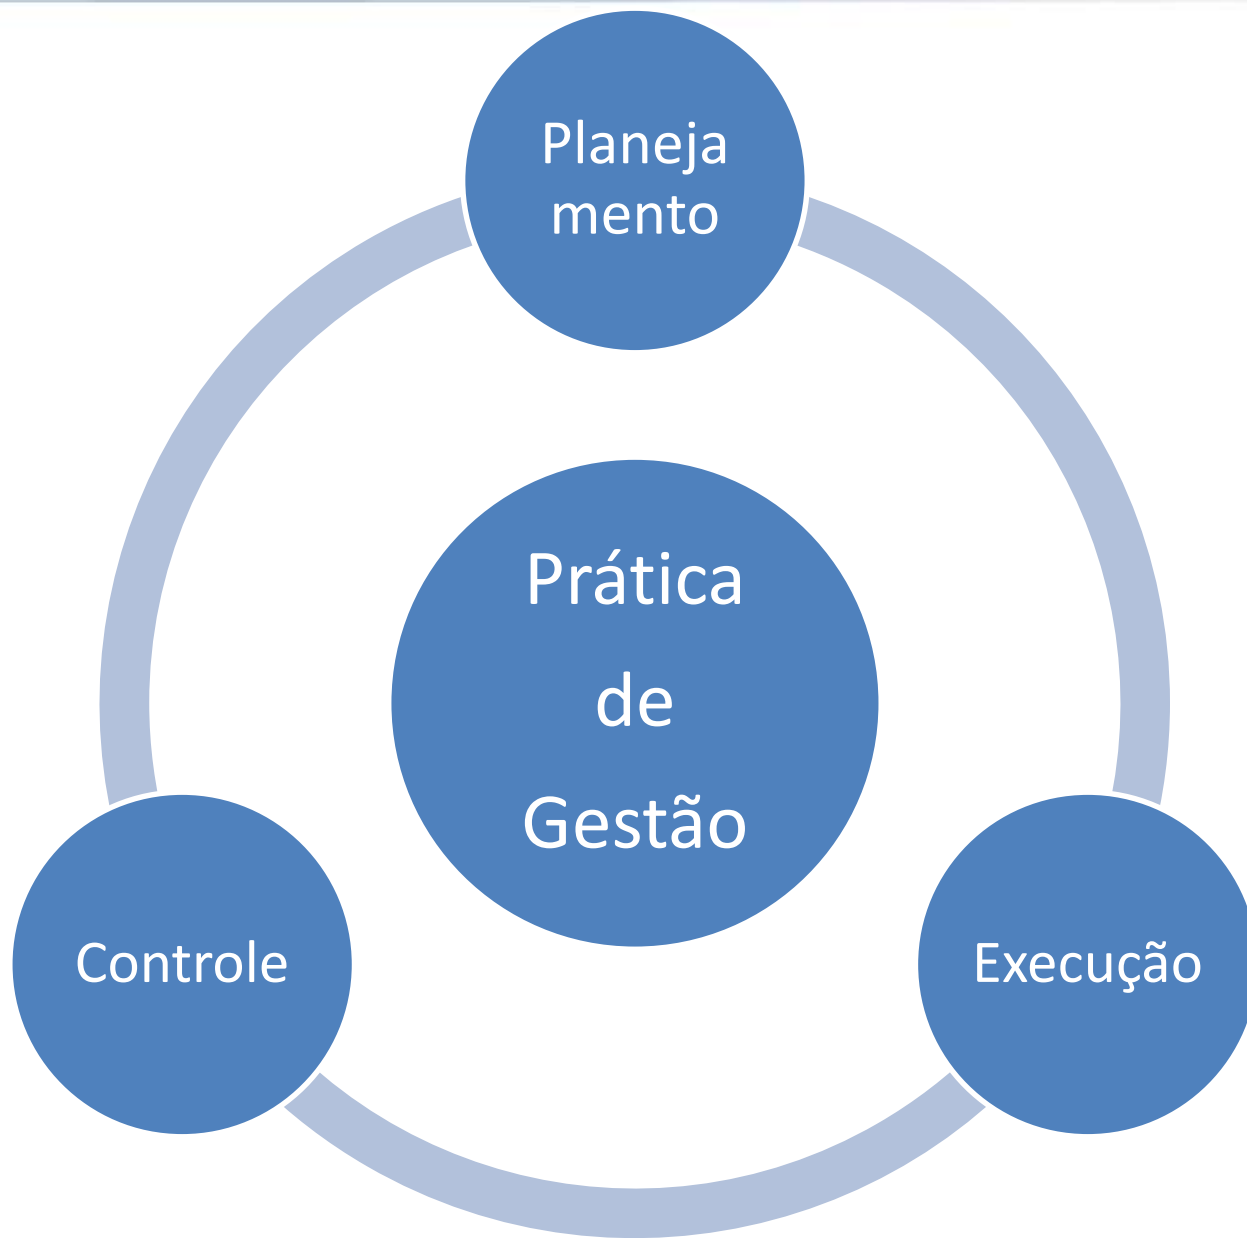 Planeja
mento
Prática
de
Gestão
Controle
Execução